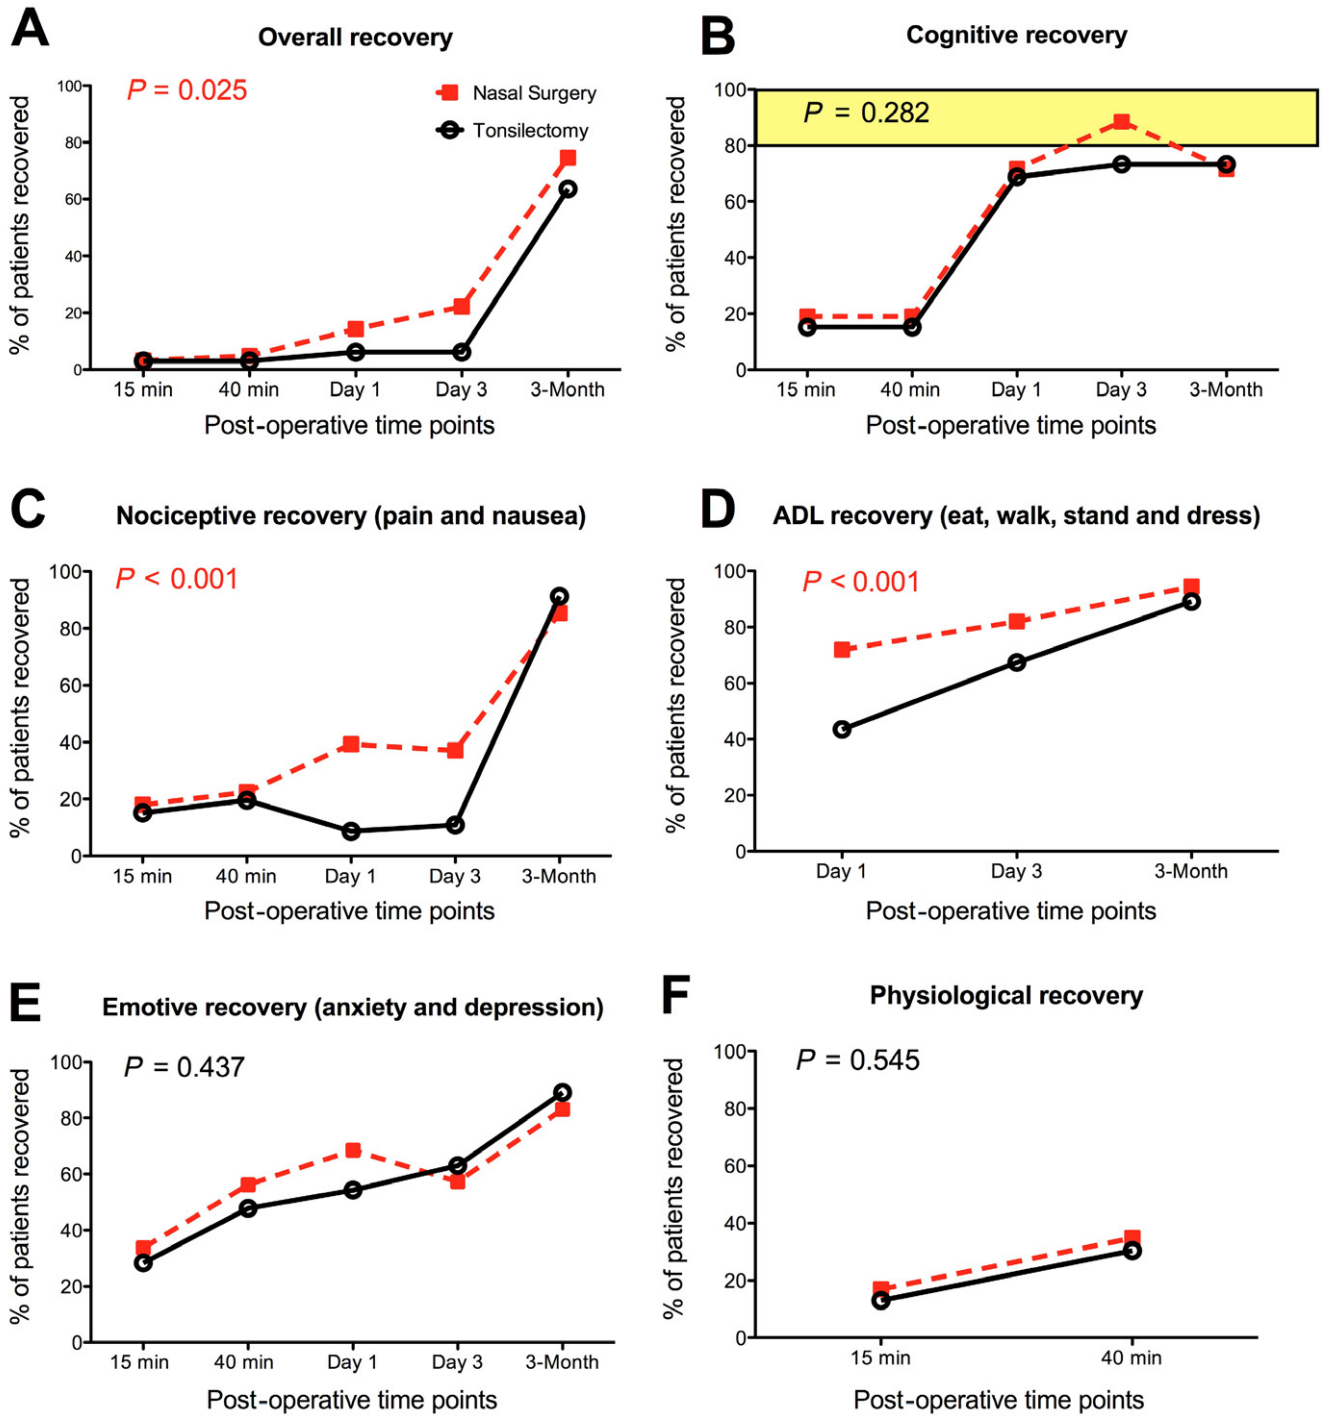 A
Overall recovery
P = 0.025
Nasal Surgery
Tonsilectomy
% of patients recovered
100
80
60
40
20
0
15 min 40 min Day 1 Day 3 3-Month
Post-operative time points
B
Cognitive recovery
P = 0.282
% of patients recovered
100
80
60
40
20
0
15 min 40 min Day 1 Day 3 3-Month
Post-operative time points
C
Nociceptive recovery (pain and nausea)
P < 0.001
% of patients recovered
100
80
60
40
20
0
15 min 40 min Day 1 Day 3 3-Month
Post-operative time points
D
ADL recovery (eat, walk, stand and dress)
P < 0.001
% of patients recovered
100
80
60
40
20
0
Day 1 Day 3 3-Month
Post-operative time points
E
Emotive recovery (anxiety and depression)
P = 0.437
% of patients recovered
100
80
60
40
20
0
15 min 40 min Day 1 Day 3 3-Month
Post-operative time points
F
Physiological recovery
P = 0.545
% of patients recovered
100
80
60
40
20
0
15 min 40 min
Post-operative time points